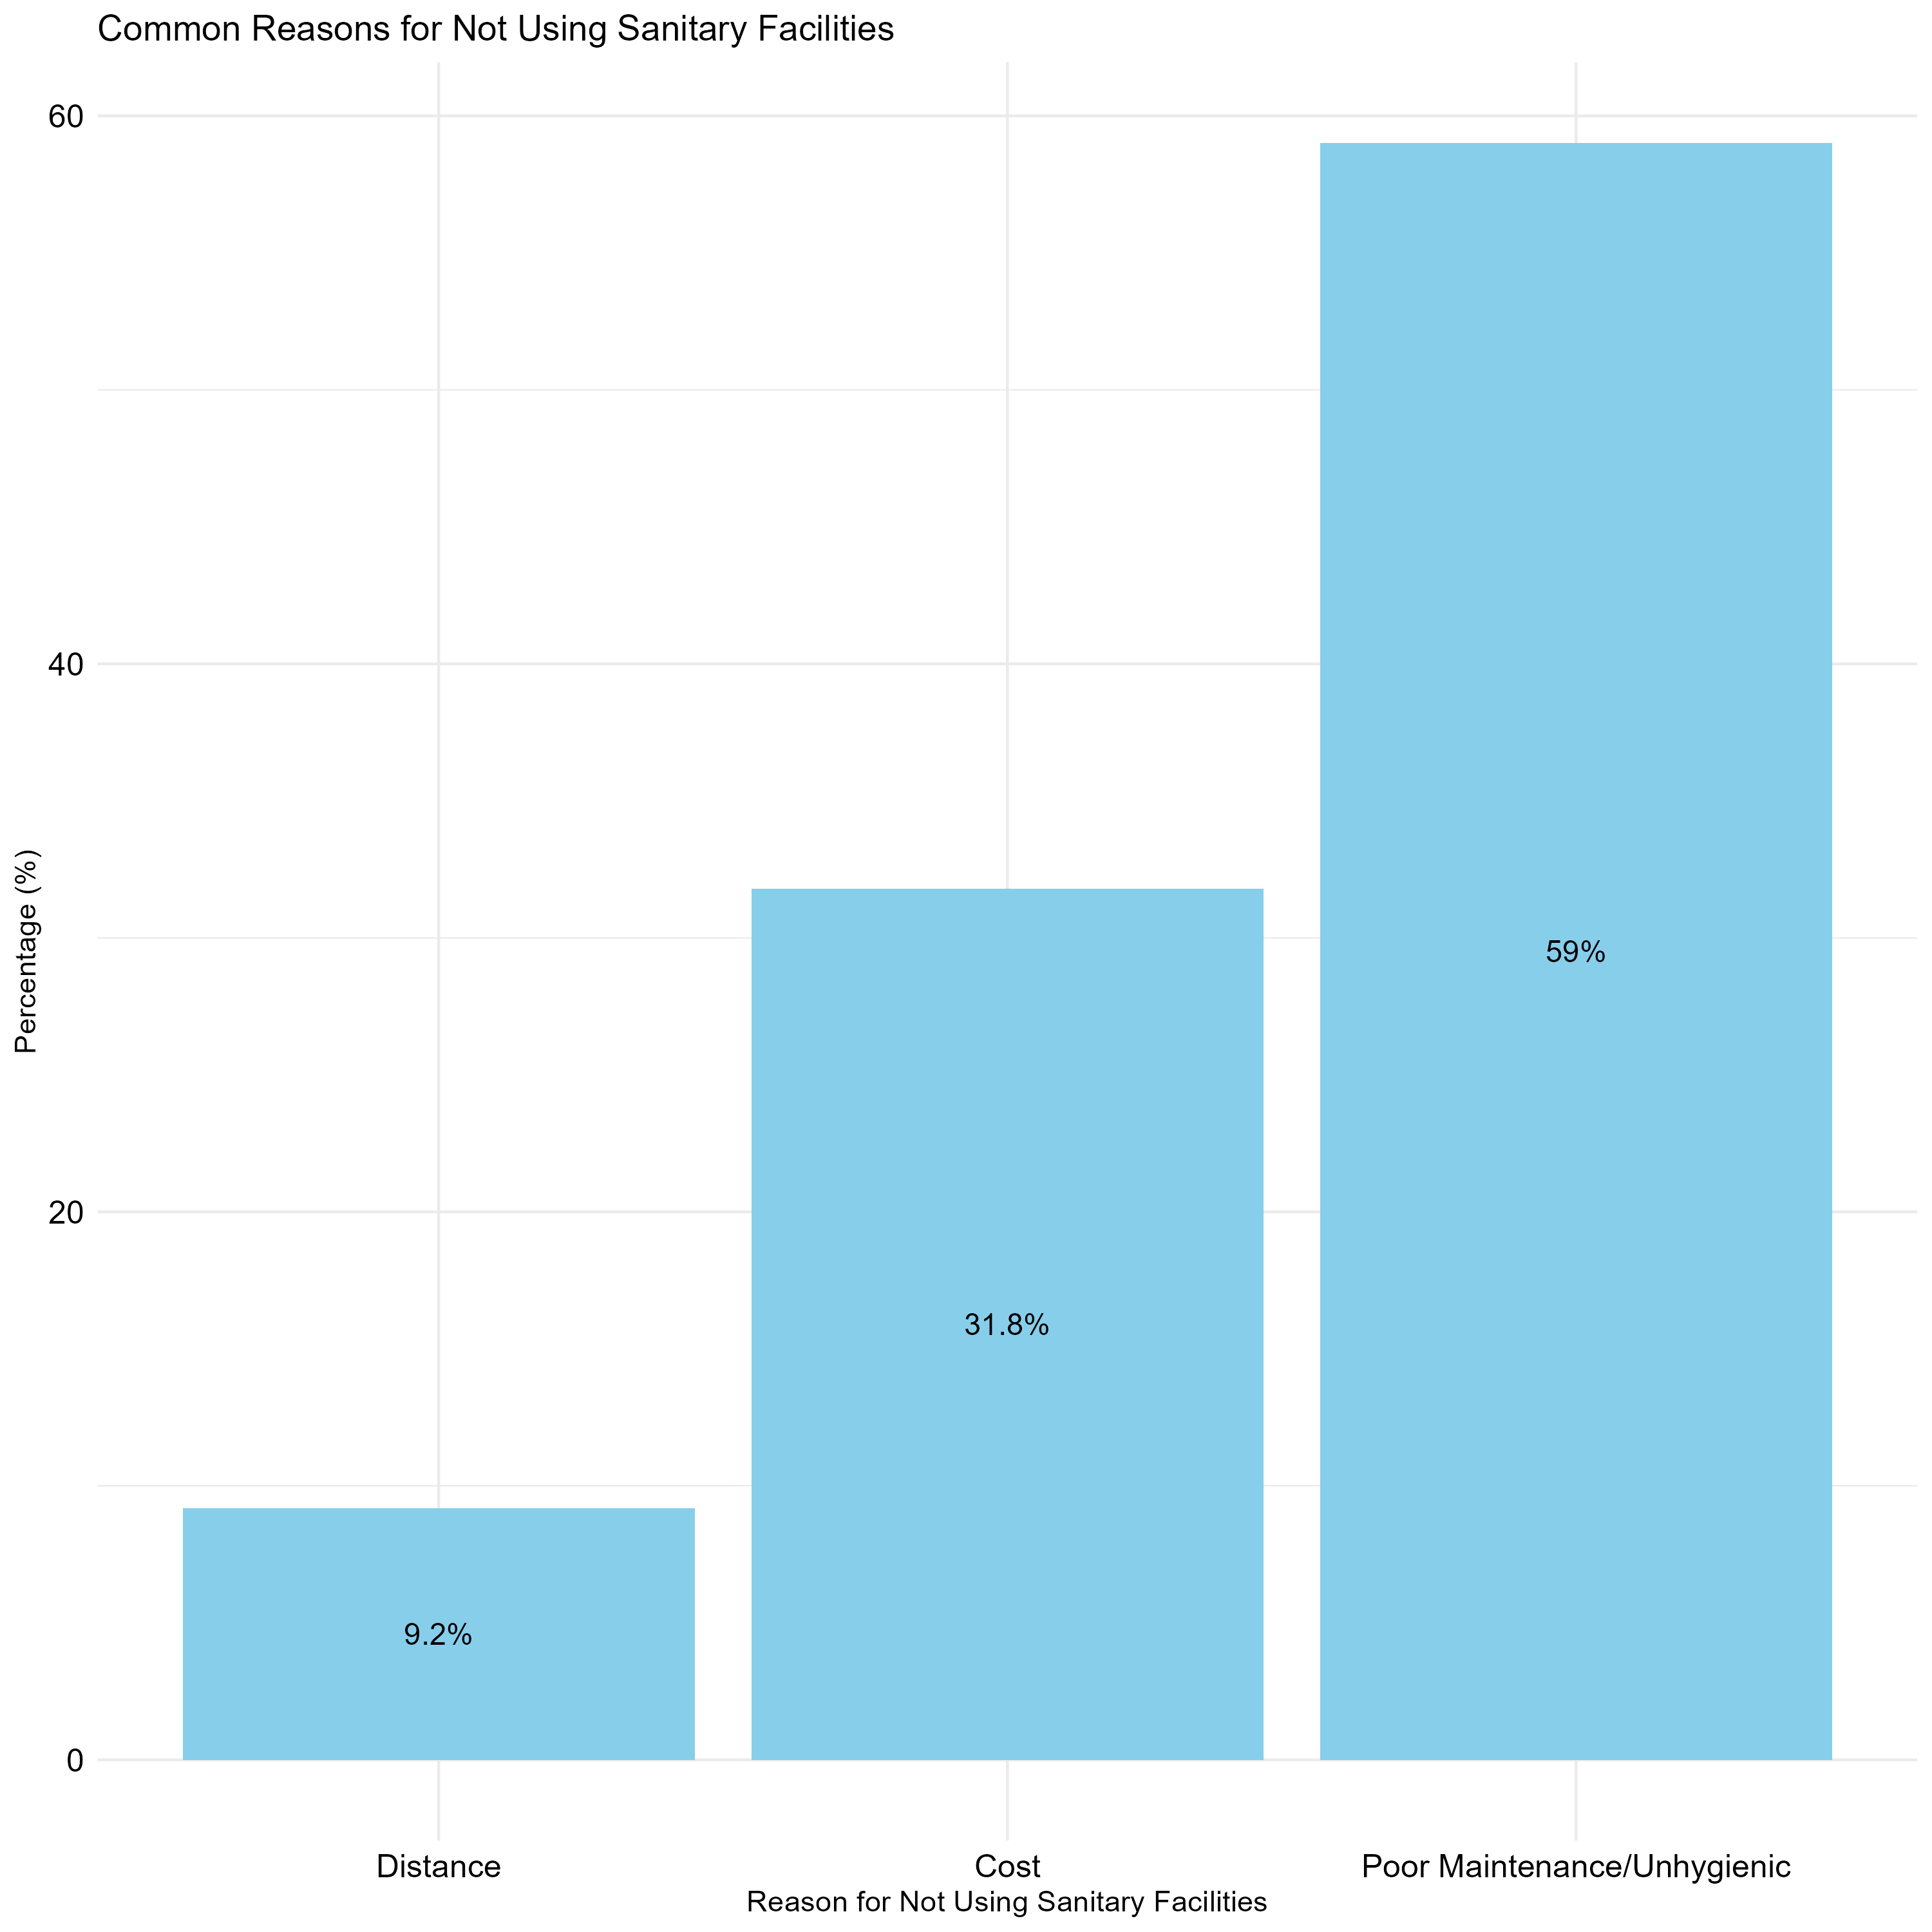 Common Reasons for Not Using Sanitary Facilities
60
40
20
0
Percentage (%)
59%
31.8%
9.2%
Distance Cost Poor Maintenance/Unhygienic
Reason for Not Using Sanitary Facilities